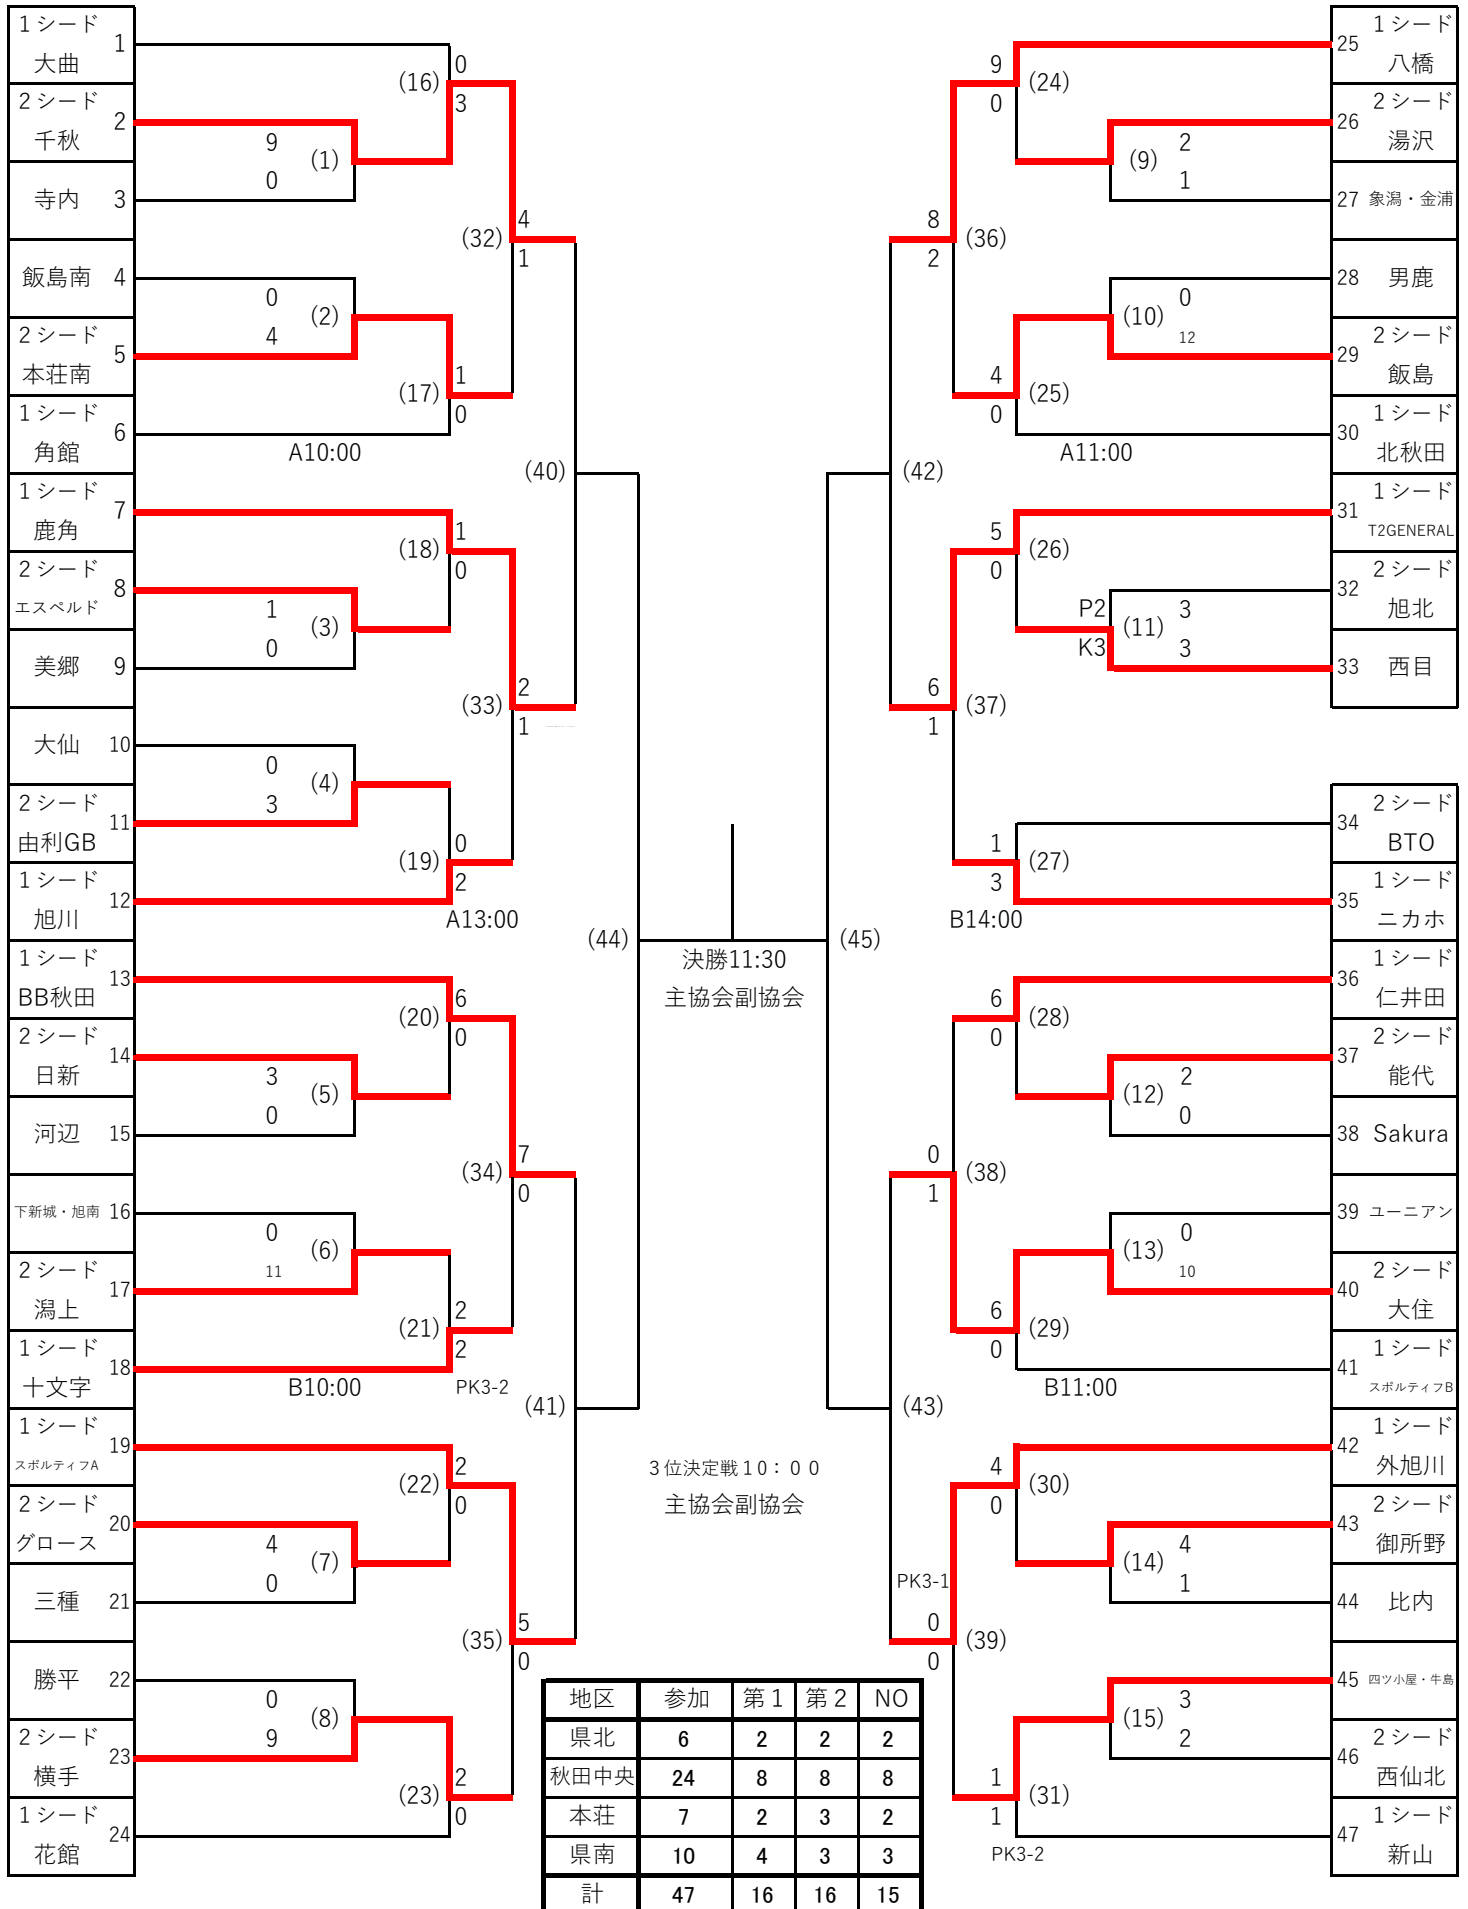 1シード
大曲 1
2シード
千秋 2
寺内 3
飯島南 4
2シード
本荘南 5
1シード
角館 6
1シード
鹿角 7
2シード
エスペルド 8
美郷 9
大仙 10
2シード
由利GB 11
1シード
旭川 12
1シード
BB秋田 13
2シード
日新 14
河辺 15
下新城・旭南 16
2シード
潟上 17
1シード
十文字 18
1シード
スポルティフA 19
2シード
グロース 20
三種 21
勝平 22
2シード
横手 23
1シード
花館 24
9
(1)
0
0
(2)
4
1
(3)
0
0
(4)
3
3
(5)
0
0
(6)
11
4
(7)
0
0
(8)
9
0
(16)
3
1
(17)
0
A10:00
1
(18)
0
0
(19)
2
A13:00
6
(20)
0
2
(21)
2
B10:00
PK3-2
2
(22)
0
2
(23)
0
4
(32)
1
2
(33)
1
7
(34)
0
5
(35)
0
(40)
(41)
(44)
決勝11:30
主協会副協会
3位決定戦10：00
主協会副協会
(45)
(42)
(43)
8
(36)
2
6
(37)
1
0
(38)
1
PK3-1
0
(39)
0
9
(24)
0
4
(25)
0
A11:00
5
(26)
0
1
(27)
3
B14:00
6
(28)
0
6
(29)
0
B11:00
4
(30)
0
1
(31)
1
PK3-2
2
(9)
1
0
(10)
12
P2 3
(11)
K3 3
2
(12)
0
0
(13)
10
4
(14)
1
3
(15)
2
1シード
25 八橋
2シード
26 湯沢
27 象潟・金浦
28 男鹿
2シード
29 飯島
1シード
30 北秋田
1シード
31 T2GENERAL
2シード
32 旭北
33 西目
2シード
34 BTO
1シード
35 ニカホ
1シード
36 仁井田
2シード
37 能代
38 Sakura
39 ユーニアン
2シード
40 大住
1シード
41 スポルティフB
1シード
42 外旭川
2シード
43 御所野
44 比内
45 四ツ小屋・牛島
2シード
46 西仙北
1シード
47 新山
地区 参加 第1 第2 NO
県北 6 2 2 2
秋田中央 24 8 8 8
本荘 7 2 3 2
県南 10 4 3 3
計 47 16 16 15